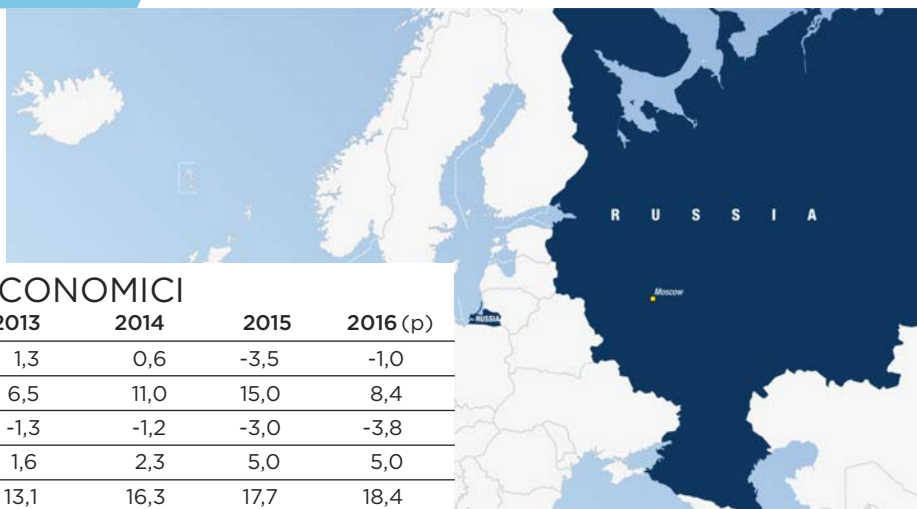 R U S S I A
Moscow
RUSSIA
CONOMICI
2013 2014 2015 2016 (p)
1,3 0,6 -3,5 -1,0
6,5 11,0 15,0 8,4
-1,3 -1,2 -3,0 -3,8
1,6 2,3 5,0 5,0
13,1 16,3 17,7 18,4